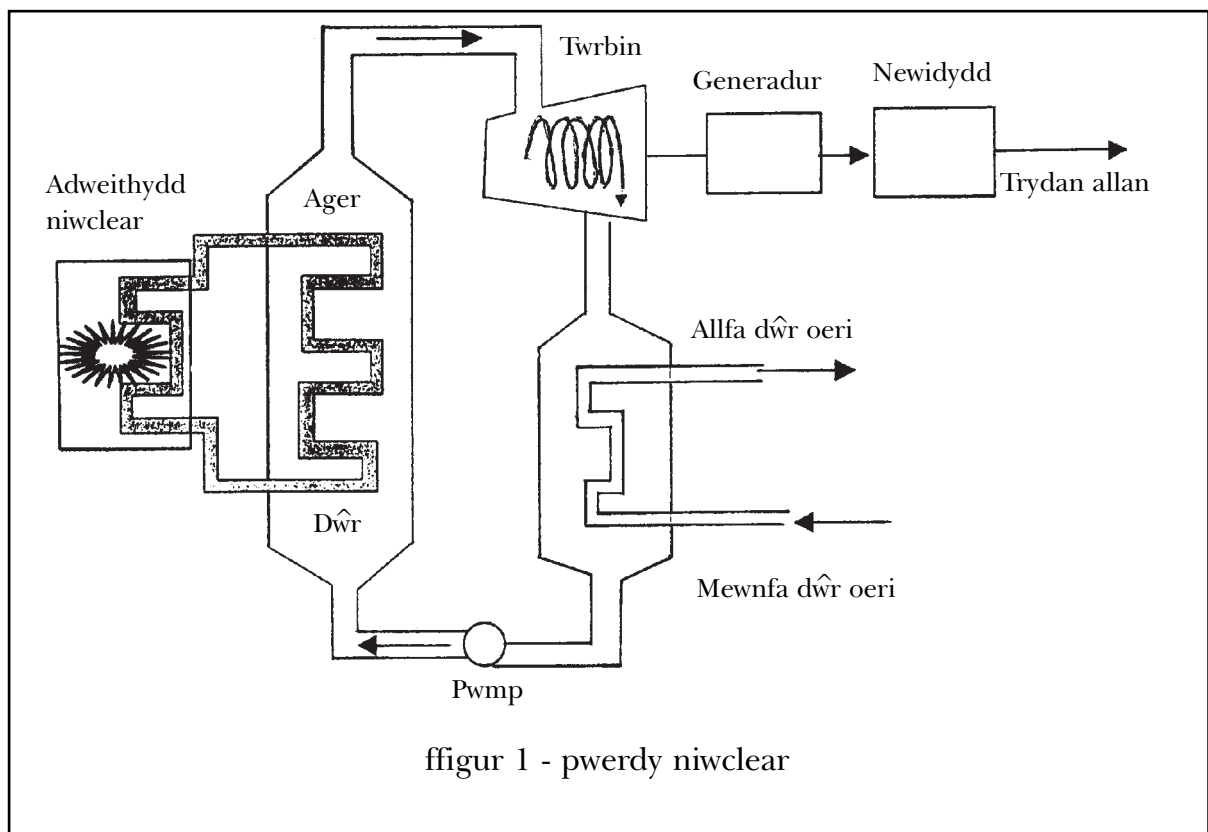 Twrbin
Generadur
Newidydd
Trydan allan
Adweithydd
niwclear
Ager
Allfa dŵr oeri
Dŵr
Mewnfa dŵr oeri
Pwmp
ffigur 1 - pwerdy niwclear